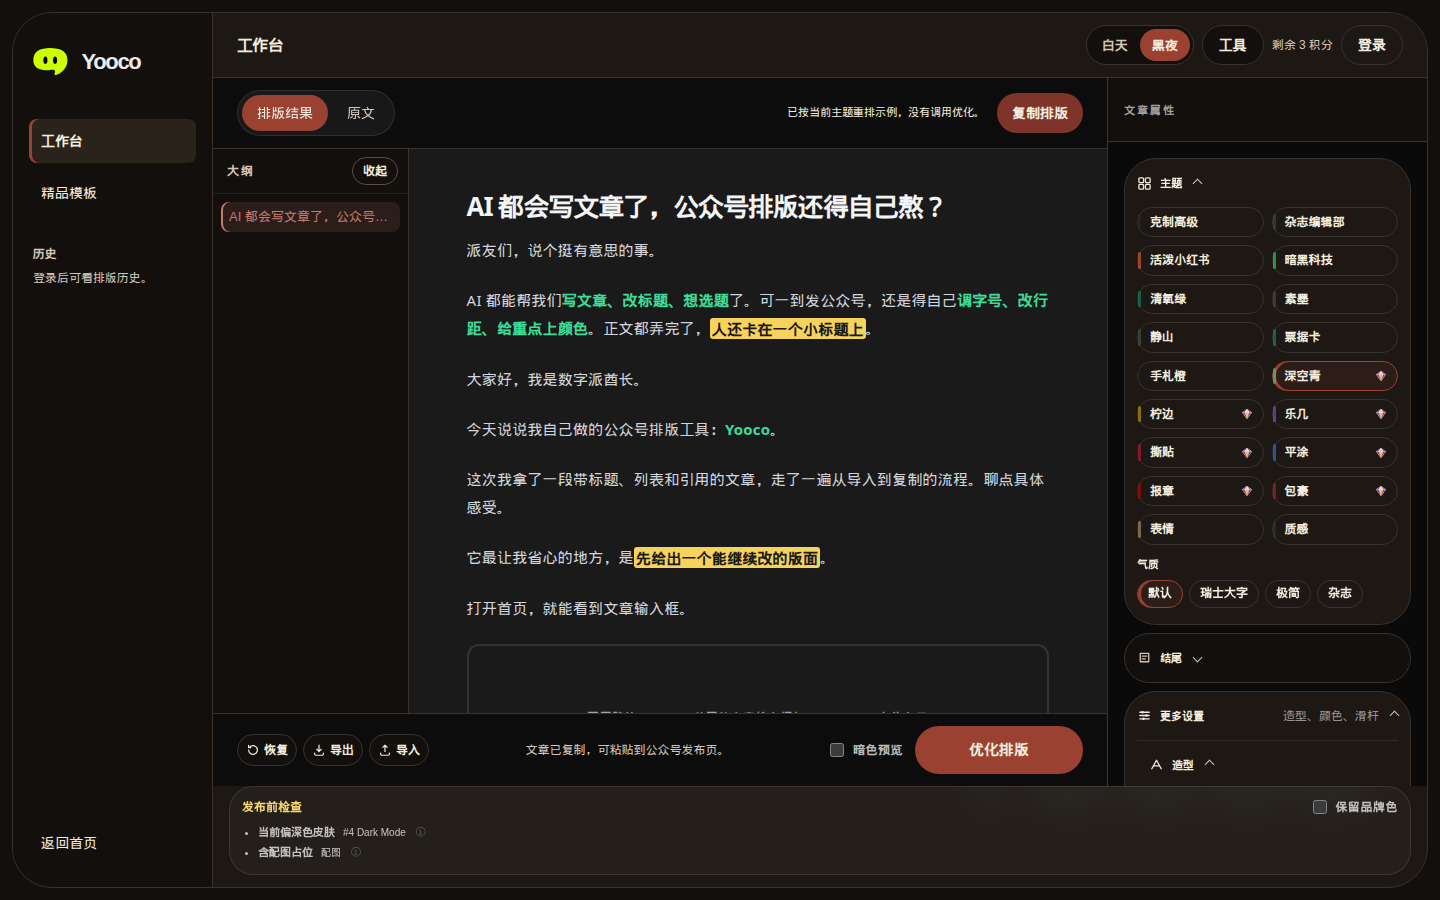 Yooco
工作台
精品模板
历史
登录后可看排版历史。
返回首页
工作台
白天
黑夜
工具
剩余 3 积分
登录
排版结果
原文
已按当前主题重排示例，没有调用优化。
复制排版
大纲
收起
AI 都会写文章了，公众号...
AI 都会写文章了，公众号排版还得自己熬？
派友们，说个挺有意思的事。
AI 都能帮我们写文章、改标题、想选题了。可一到发公众号，还是得自己调字号、改行
距、给重点上颜色。正文都弄完了，人还卡在一个小标题上。
大家好，我是数字派酋长。
今天说说我自己做的公众号排版工具：Yooco。
这次我拿了一段带标题、列表和引用的文章，走了一遍从导入到复制的流程。聊点具体
感受。
它最让我省心的地方，是先给出一个能继续改的版面。
打开首页，就能看到文章输入框。
恢复
导出
导入
文章已复制，可粘贴到公众号发布页。
暗色预览
优化排版
发布前检查
保留品牌色
• 当前偏深色皮肤 #4 Dark Mode ⓘ
• 含配图占位 配图 ⓘ
文章属性
主题
克制高级
杂志编辑部
活泼小红书
暗黑科技
清氧绿
素墨
静山
票据卡
手札橙
深空青
柠边
乐几
撕贴
平涂
报章
包豪
表情
质感
气质
默认
瑞士大字
极简
杂志
结尾
更多设置
造型、颜色、滑杆
造型